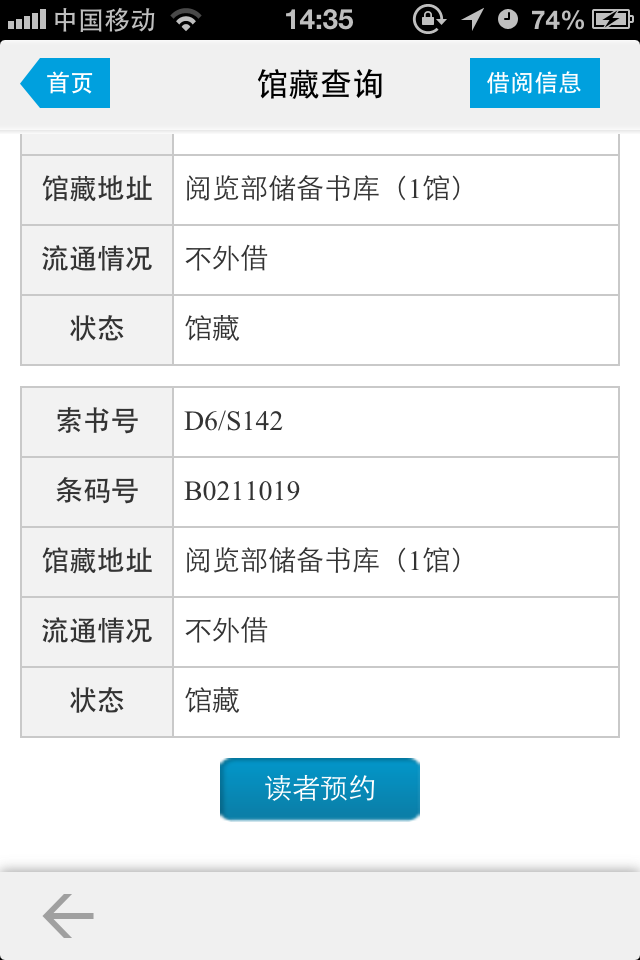 中国移动 14:35 74%
首页 馆藏查询 借阅信息
馆藏地址 阅览部储备书库（1馆）
流通情况 不外借
状态 馆藏
索书号 D6/S142
条码号 B0211019
馆藏地址 阅览部储备书库（1馆）
流通情况 不外借
状态 馆藏
读者预约